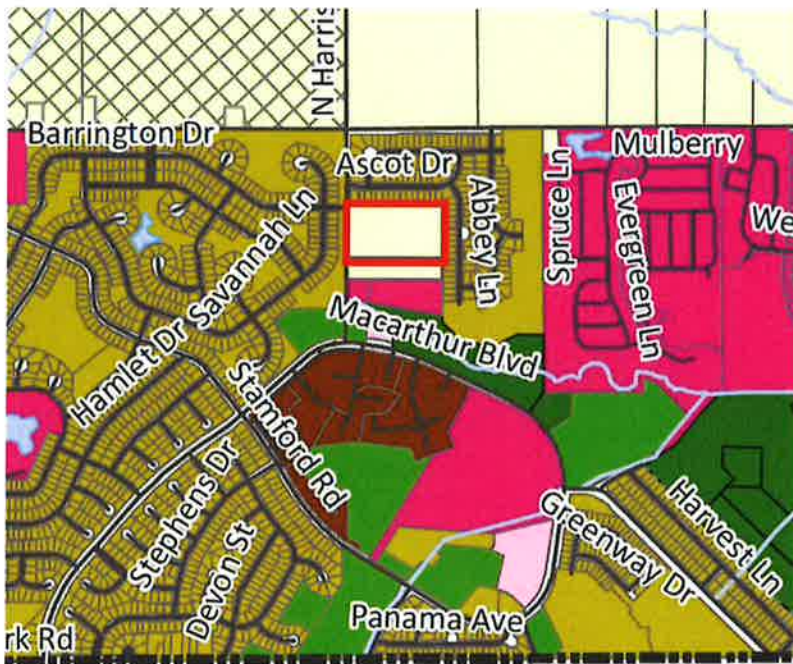 N Harris
Barrington Dr
Ascot Dr
Mulberry
Spruce Ln
Abbey Ln
We
Evergreen Ln
Savannah Ln
Hamlet Dr
Macarthur Blvd
Stamford Rd
Stephens Dr
Devon St
Harvest Ln
Greenway Dr
Panama Ave
rk Rd